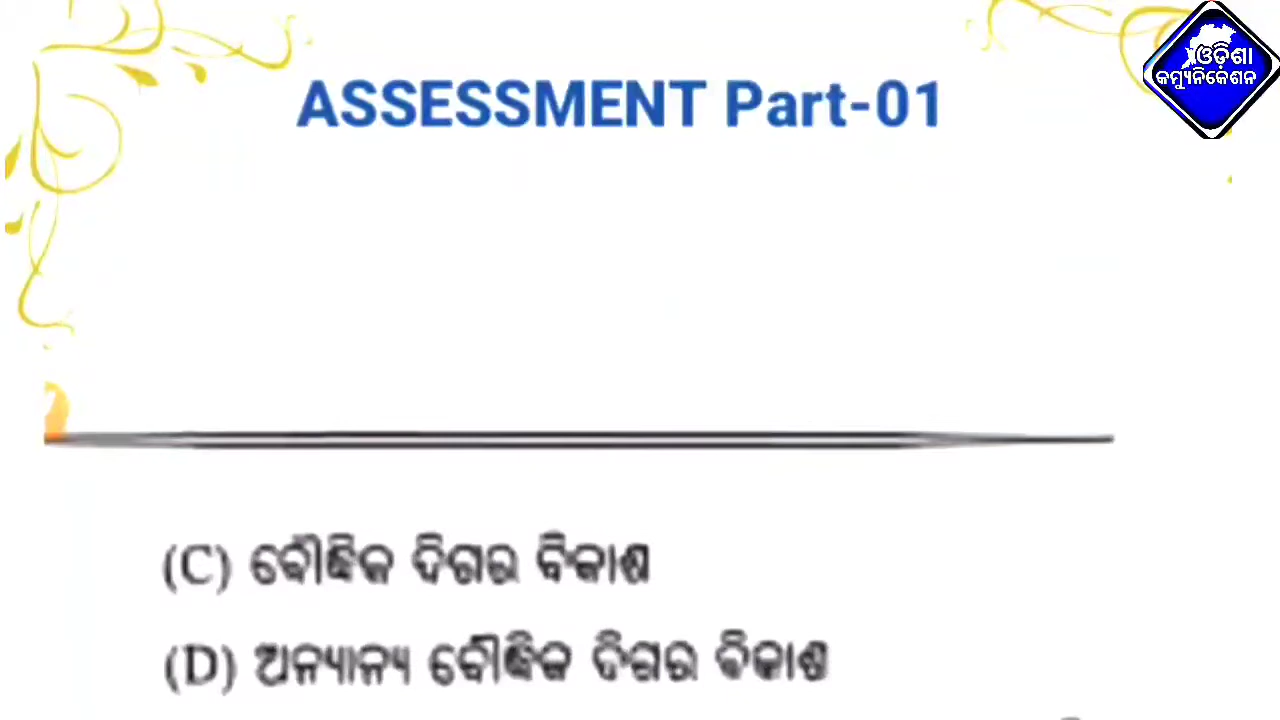 ASSESSMENT Part-01
ଓଡ଼ିଶା
କମ୍ୟୁନିକେଶନ
(C) ବୌଦ୍ଧିକ ଦିଗର ବିକାଶ
(D) ଅନ୍ୟାନ୍ୟ ବୌଦ୍ଧିକ ଦିଗର ବିକାଶ